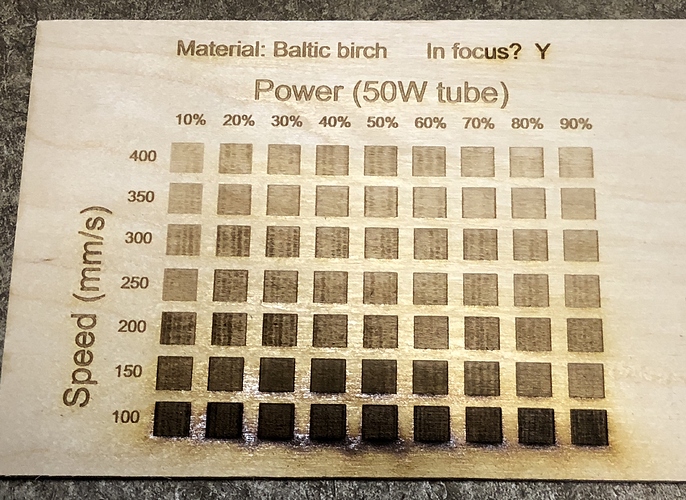 Material: Baltic birch In focus? Y
Power (50W tube)
10% 20% 30% 40% 50% 60% 70% 80% 90%
Speed (mm/s)
400
350
300
250
200
150
100